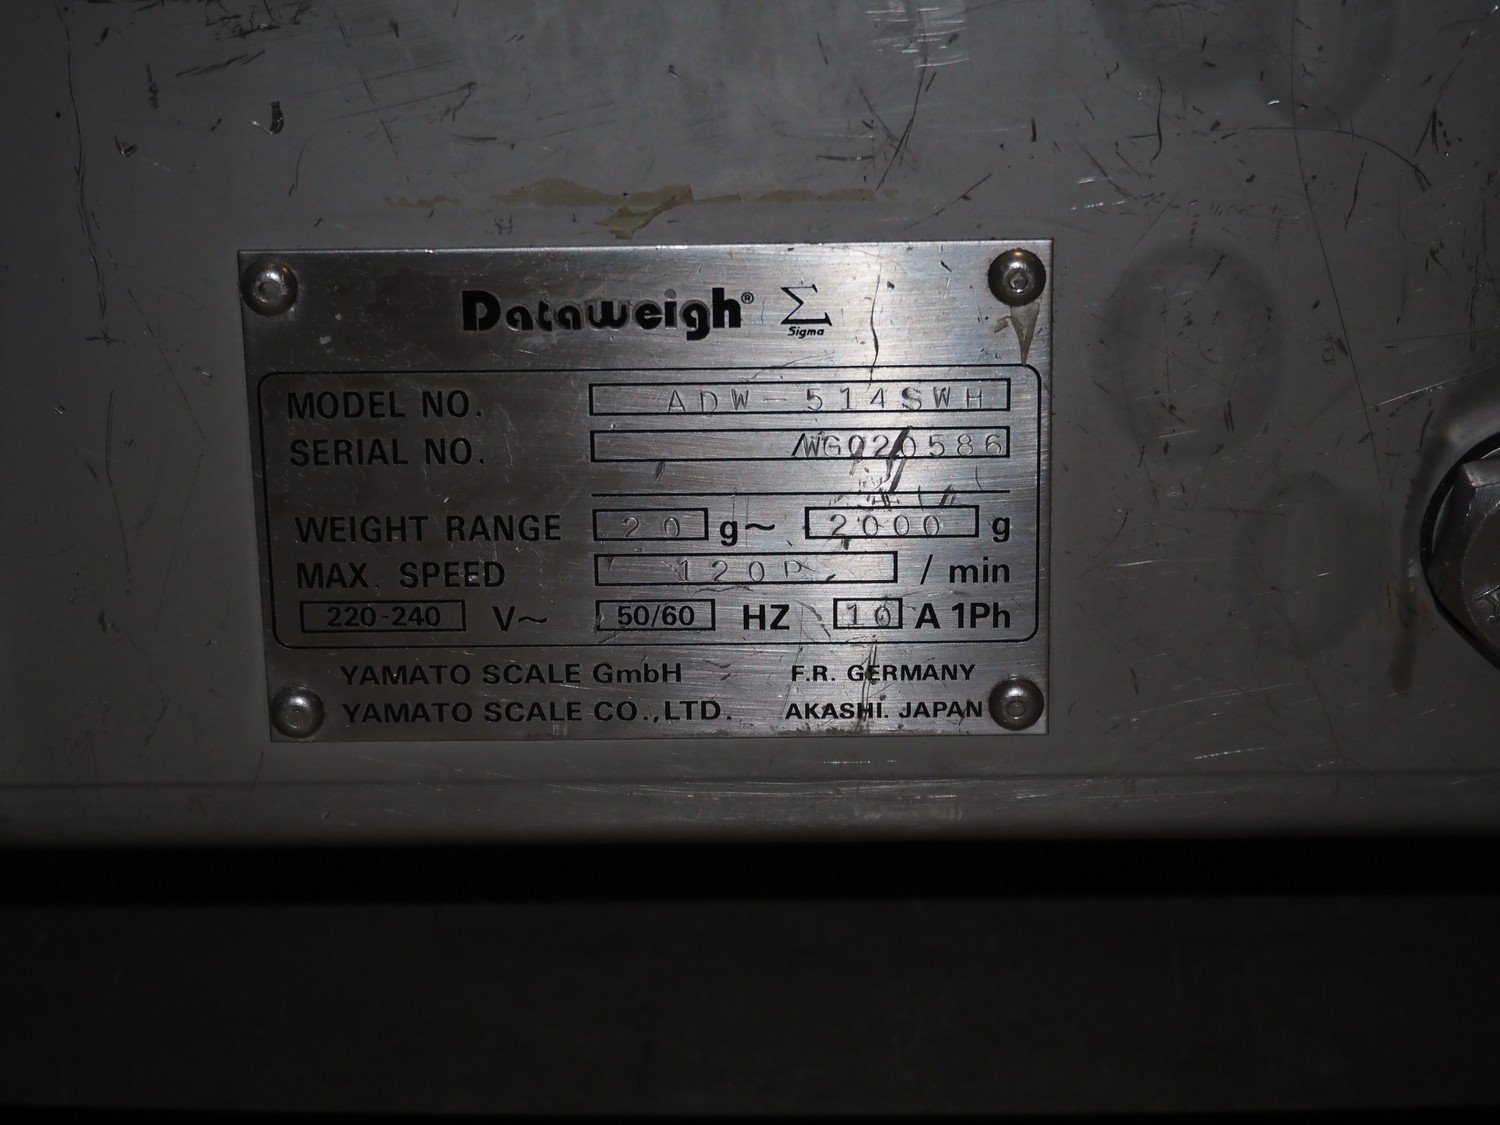 Dataweigh® Σ
Sigma
MODEL NO. ADW-514SWH
SERIAL NO. WG020586
WEIGHT RANGE 20 g~ 2000 g
MAX. SPEED 120P. / min
220-240 V~ 50/60 HZ 10 A 1Ph
YAMATO SCALE GmbH F.R. GERMANY
YAMATO SCALE CO.,LTD. AKASHI. JAPAN